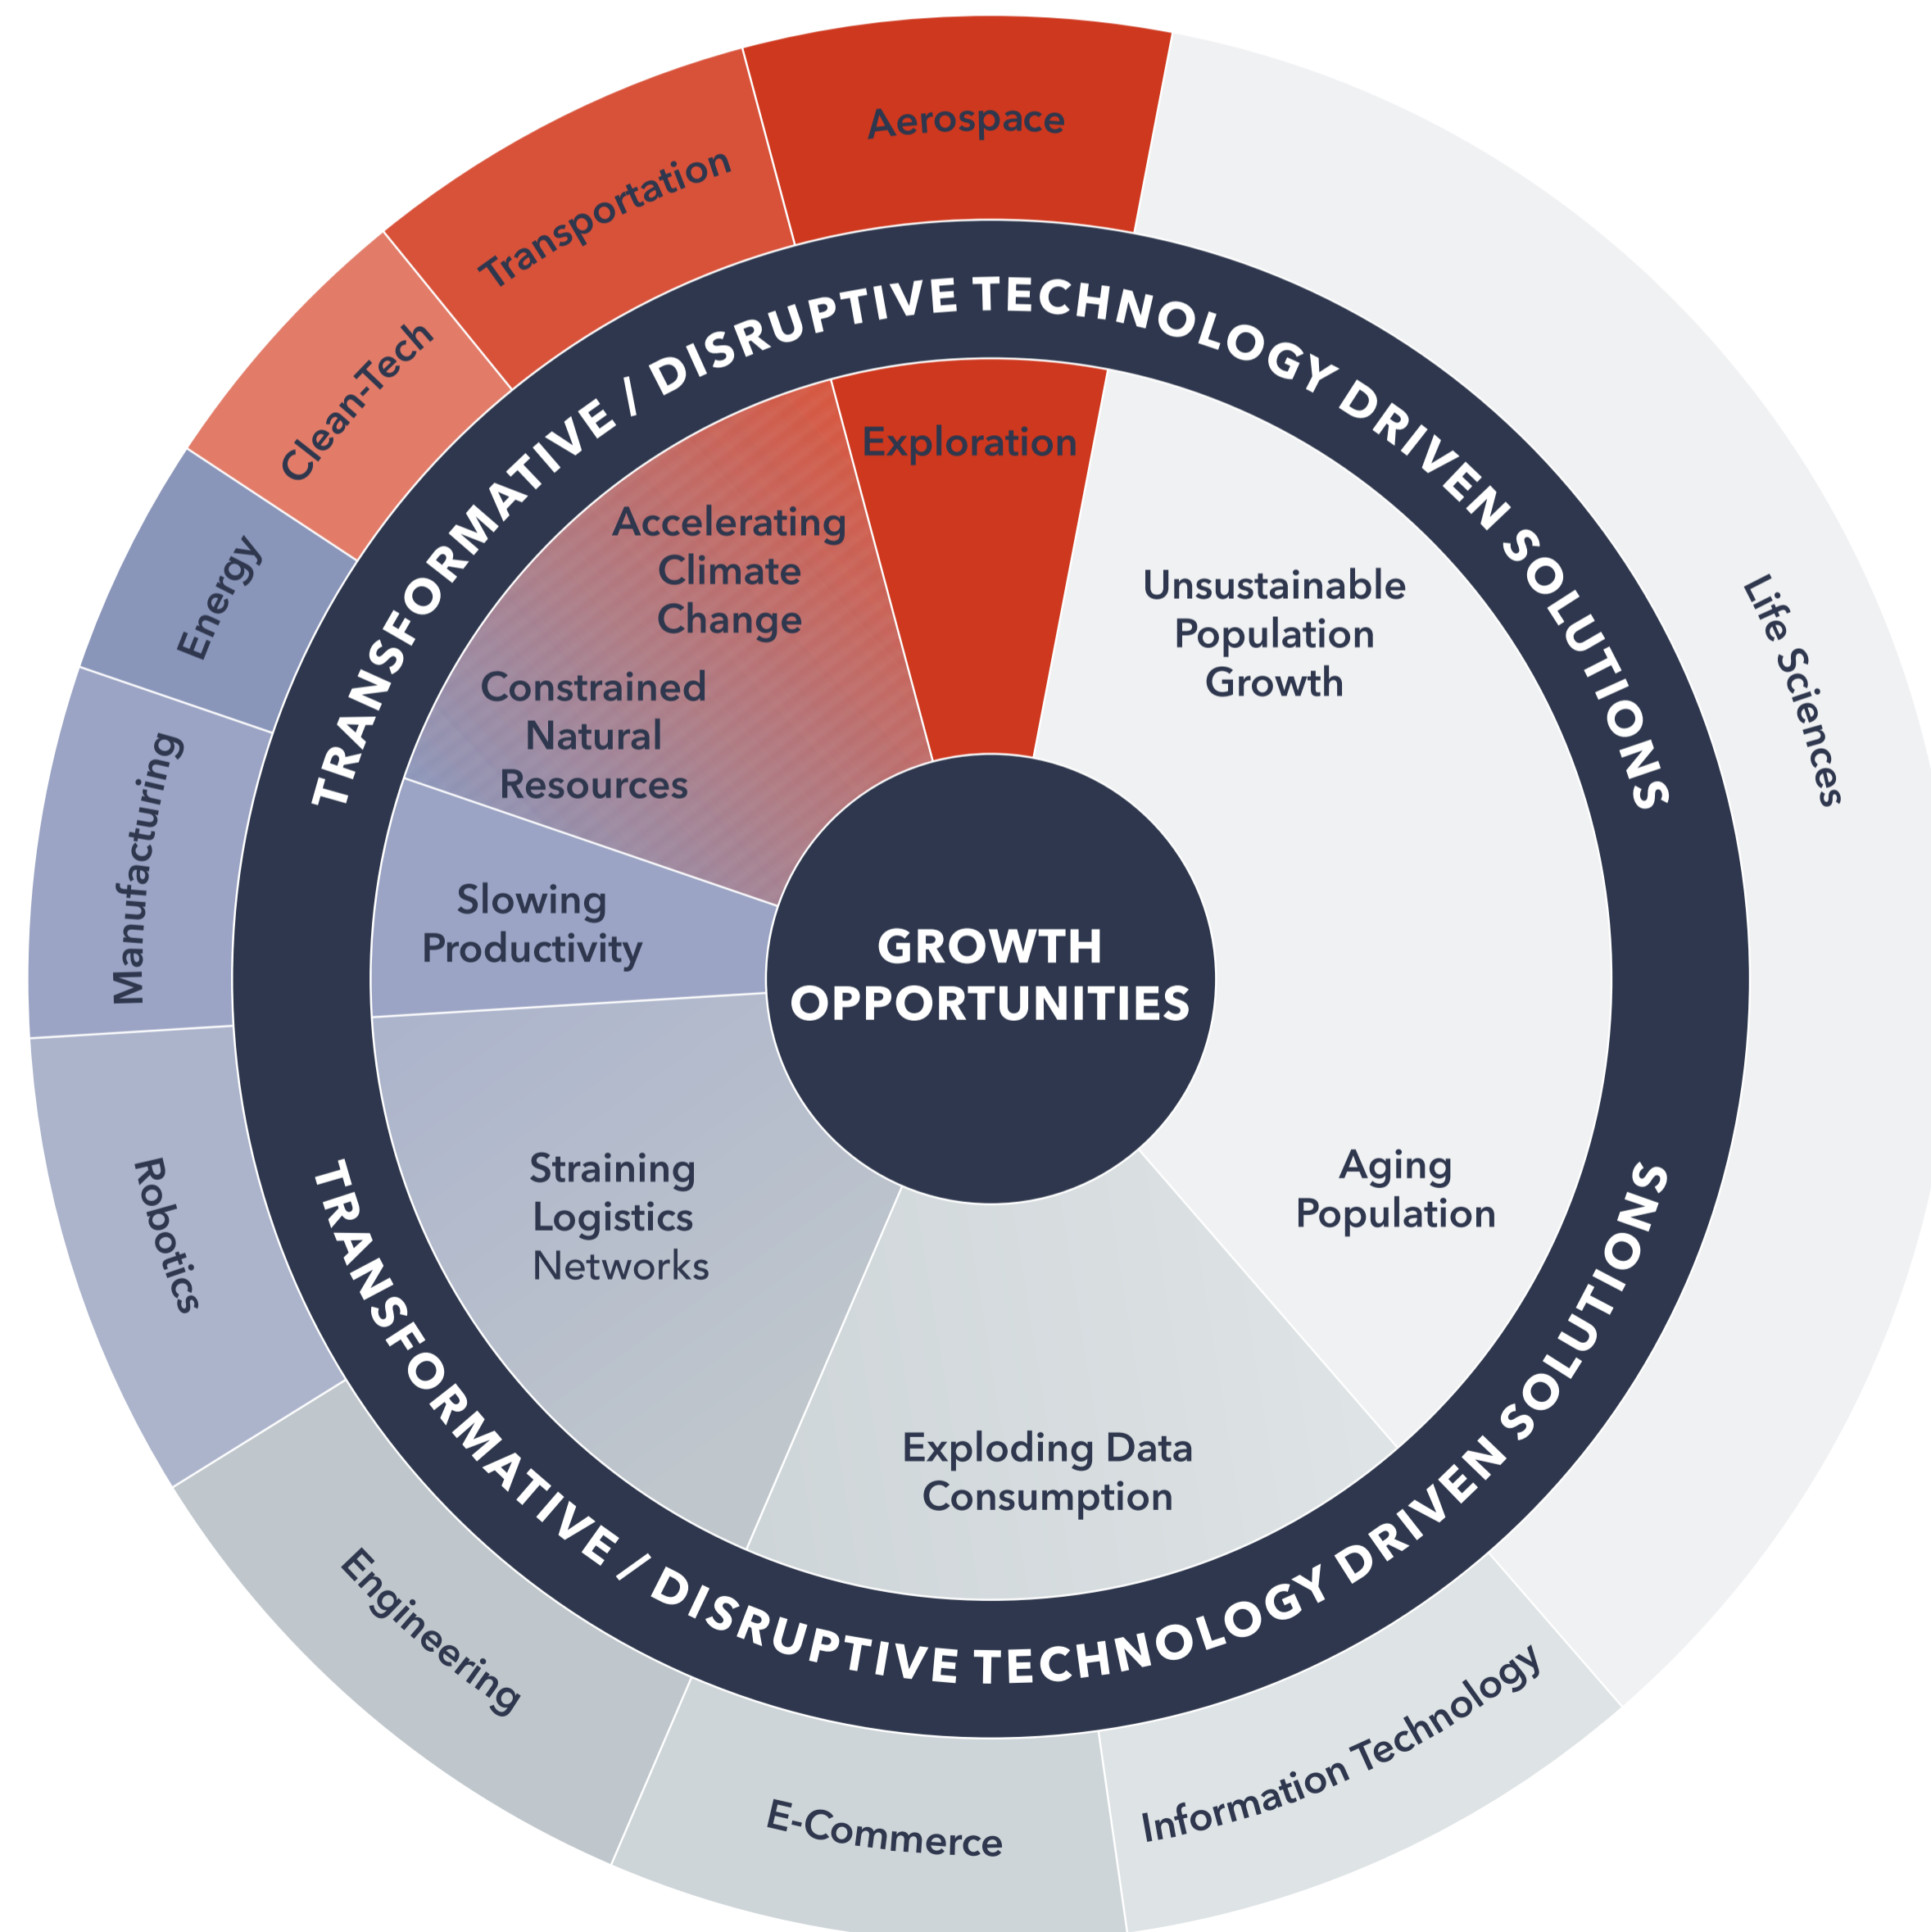 Aerospace
Transportation
Clean-Tech
Energy
Manufacturing
Robotics
Engineering
E-Commerce
Information Technology
Life Sciences
TRANSFORMATIVE / DISRUPTIVE TECHNOLOGY DRIVEN SOLUTIONS
Exploration
Accelerating
Climate
Change
Constrained
Natural
Resources
Slowing
Productivity
Straining
Logistics
Networks
Exploding Data
Consumption
Aging
Population
Unsustainable
Population
Growth
GROWTH
OPPORTUNITIES
TRANSFORMATIVE / DISRUPTIVE TECHNOLOGY DRIVEN SOLUTIONS